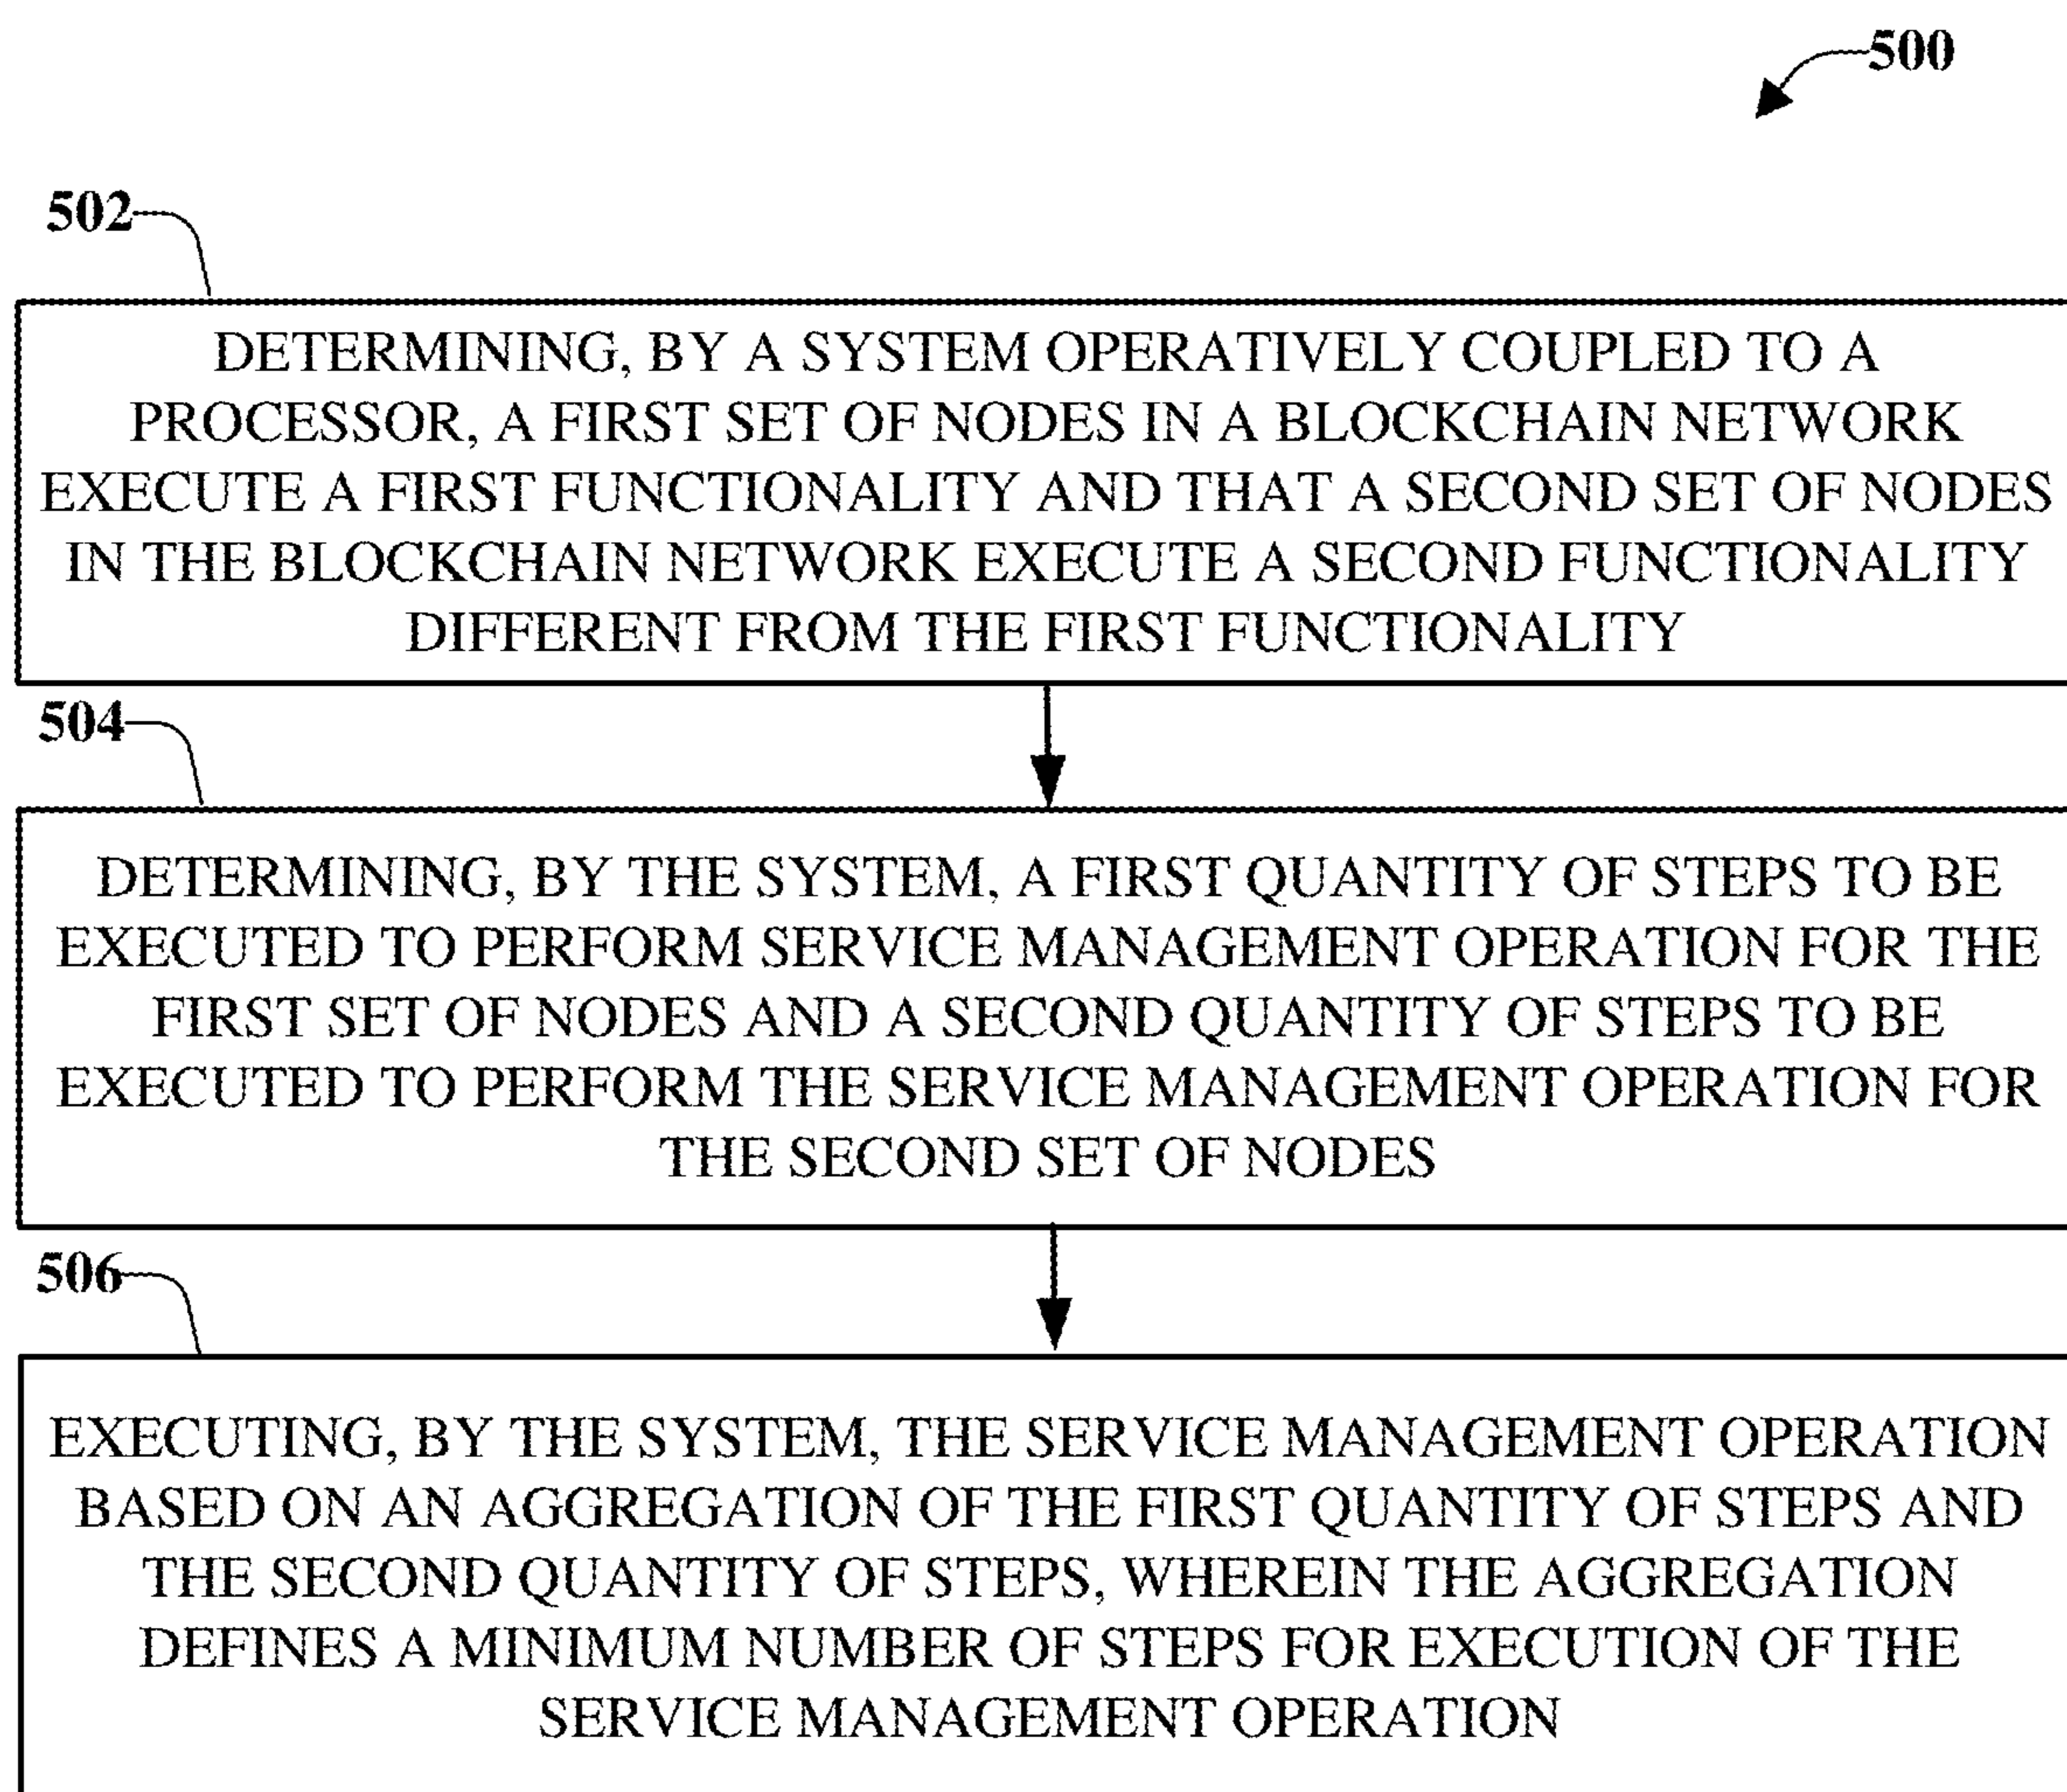 500
502
DETERMINING, BY A SYSTEM OPERATIVELY COUPLED TO A
PROCESSOR, A FIRST SET OF NODES IN A BLOCKCHAIN NETWORK
EXECUTE A FIRST FUNCTIONALITY AND THAT A SECOND SET OF NODES
IN THE BLOCKCHAIN NETWORK EXECUTE A SECOND FUNCTIONALITY
DIFFERENT FROM THE FIRST FUNCTIONALITY
504
DETERMINING, BY THE SYSTEM, A FIRST QUANTITY OF STEPS TO BE
EXECUTED TO PERFORM SERVICE MANAGEMENT OPERATION FOR THE
FIRST SET OF NODES AND A SECOND QUANTITY OF STEPS TO BE
EXECUTED TO PERFORM THE SERVICE MANAGEMENT OPERATION FOR
THE SECOND SET OF NODES
506
EXECUTING, BY THE SYSTEM, THE SERVICE MANAGEMENT OPERATION
BASED ON AN AGGREGATION OF THE FIRST QUANTITY OF STEPS AND
THE SECOND QUANTITY OF STEPS, WHEREIN THE AGGREGATION
DEFINES A MINIMUM NUMBER OF STEPS FOR EXECUTION OF THE
SERVICE MANAGEMENT OPERATION